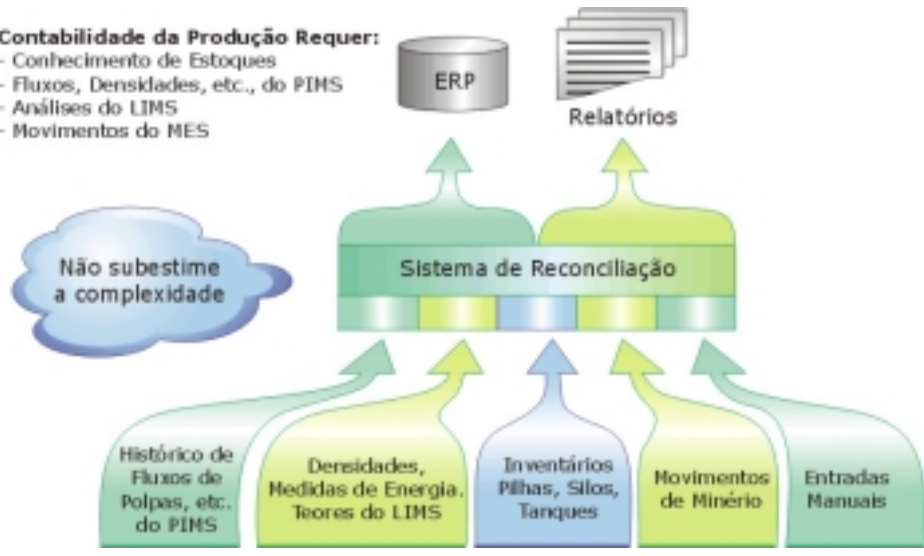 Contabilidade da Produção Requer:
- Conhecimento de Estoques
- Fluxos, Densidades, etc., do PIMS
- Análises do LIMS
- Movimentos do MES
ERP
Relatórios
Não subestime
a complexidade
Sistema de Reconciliação
Histórico de
Fluxos de
Polpas, etc.
do PIMS
Densidades,
Medidas de Energia.
Teores do LIMS
Inventários
Pilhas, Silos,
Tanques
Movimentos
de Minério
Entradas
Manuais